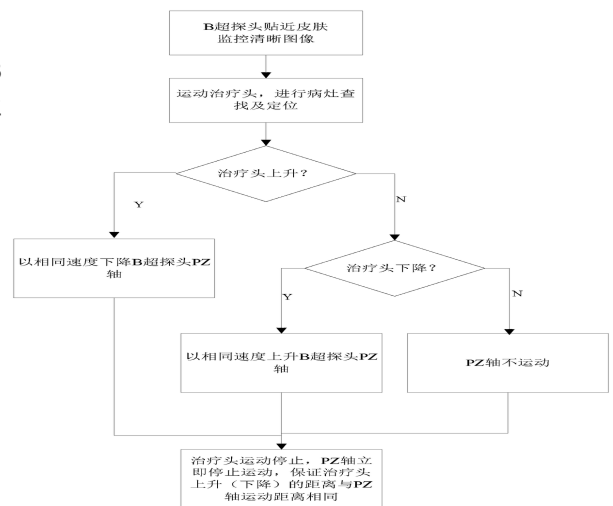 B超探头贴近皮肤
监控清晰图像
运动治疗头，进行病灶查
找及定位
治疗头上升？
Y
N
以相同速度下降B超探头PZ
轴
治疗头下降？
Y
N
以相同速度上升B超探头PZ
轴
PZ轴不运动
治疗头运动停止，PZ轴立
即停止运动，保证治疗头
上升（下降）的距离与PZ
轴运动距离相同